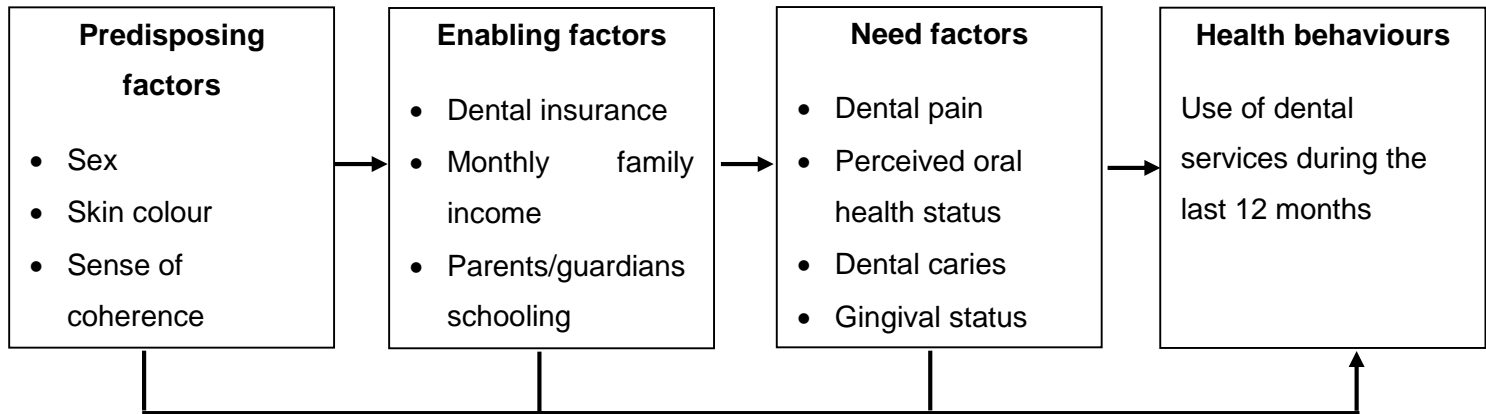 Predisposing
factors
• Sex
• Skin colour
• Sense of
coherence
Enabling factors
• Dental insurance
• Monthly family
income
• Parents/guardians
schooling
Need factors
• Dental pain
• Perceived oral
health status
• Dental caries
• Gingival status
Health behaviours
Use of dental
services during the
last 12 months